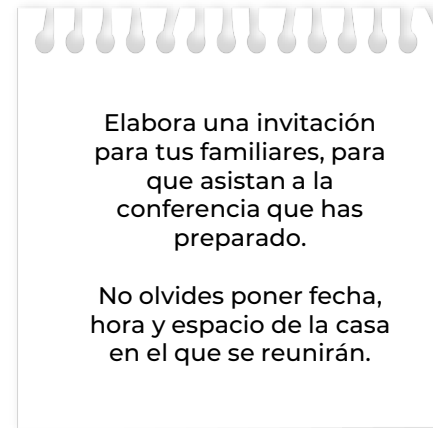 Elabora una invitación
para tus familiares, para
que asistan a la
conferencia que has
preparado.
No olvides poner fecha,
hora y espacio de la casa
en el que se reunirán.